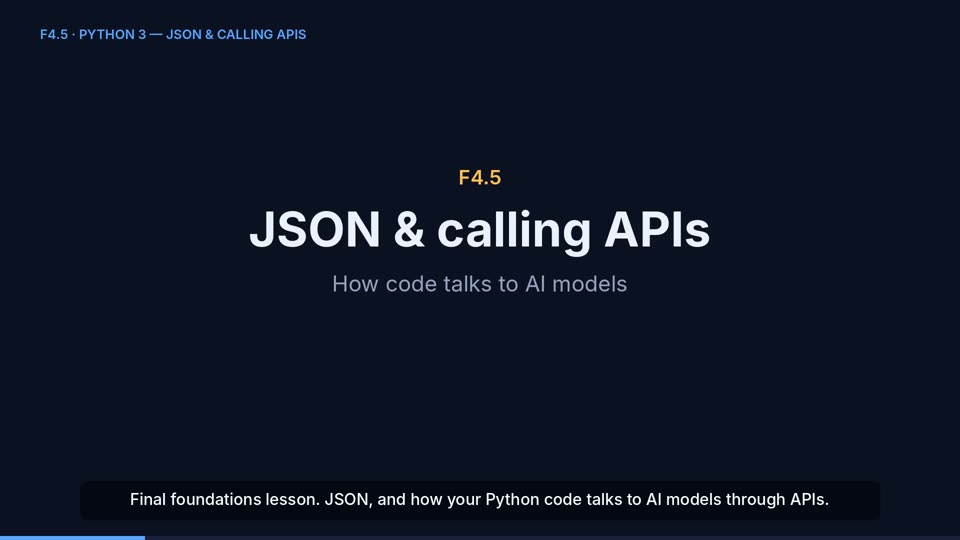 F4.5 · PYTHON 3 — JSON & CALLING APIS
F4.5
JSON & calling APIs
How code talks to AI models
Final foundations lesson. JSON, and how your Python code talks to AI models through APIs.